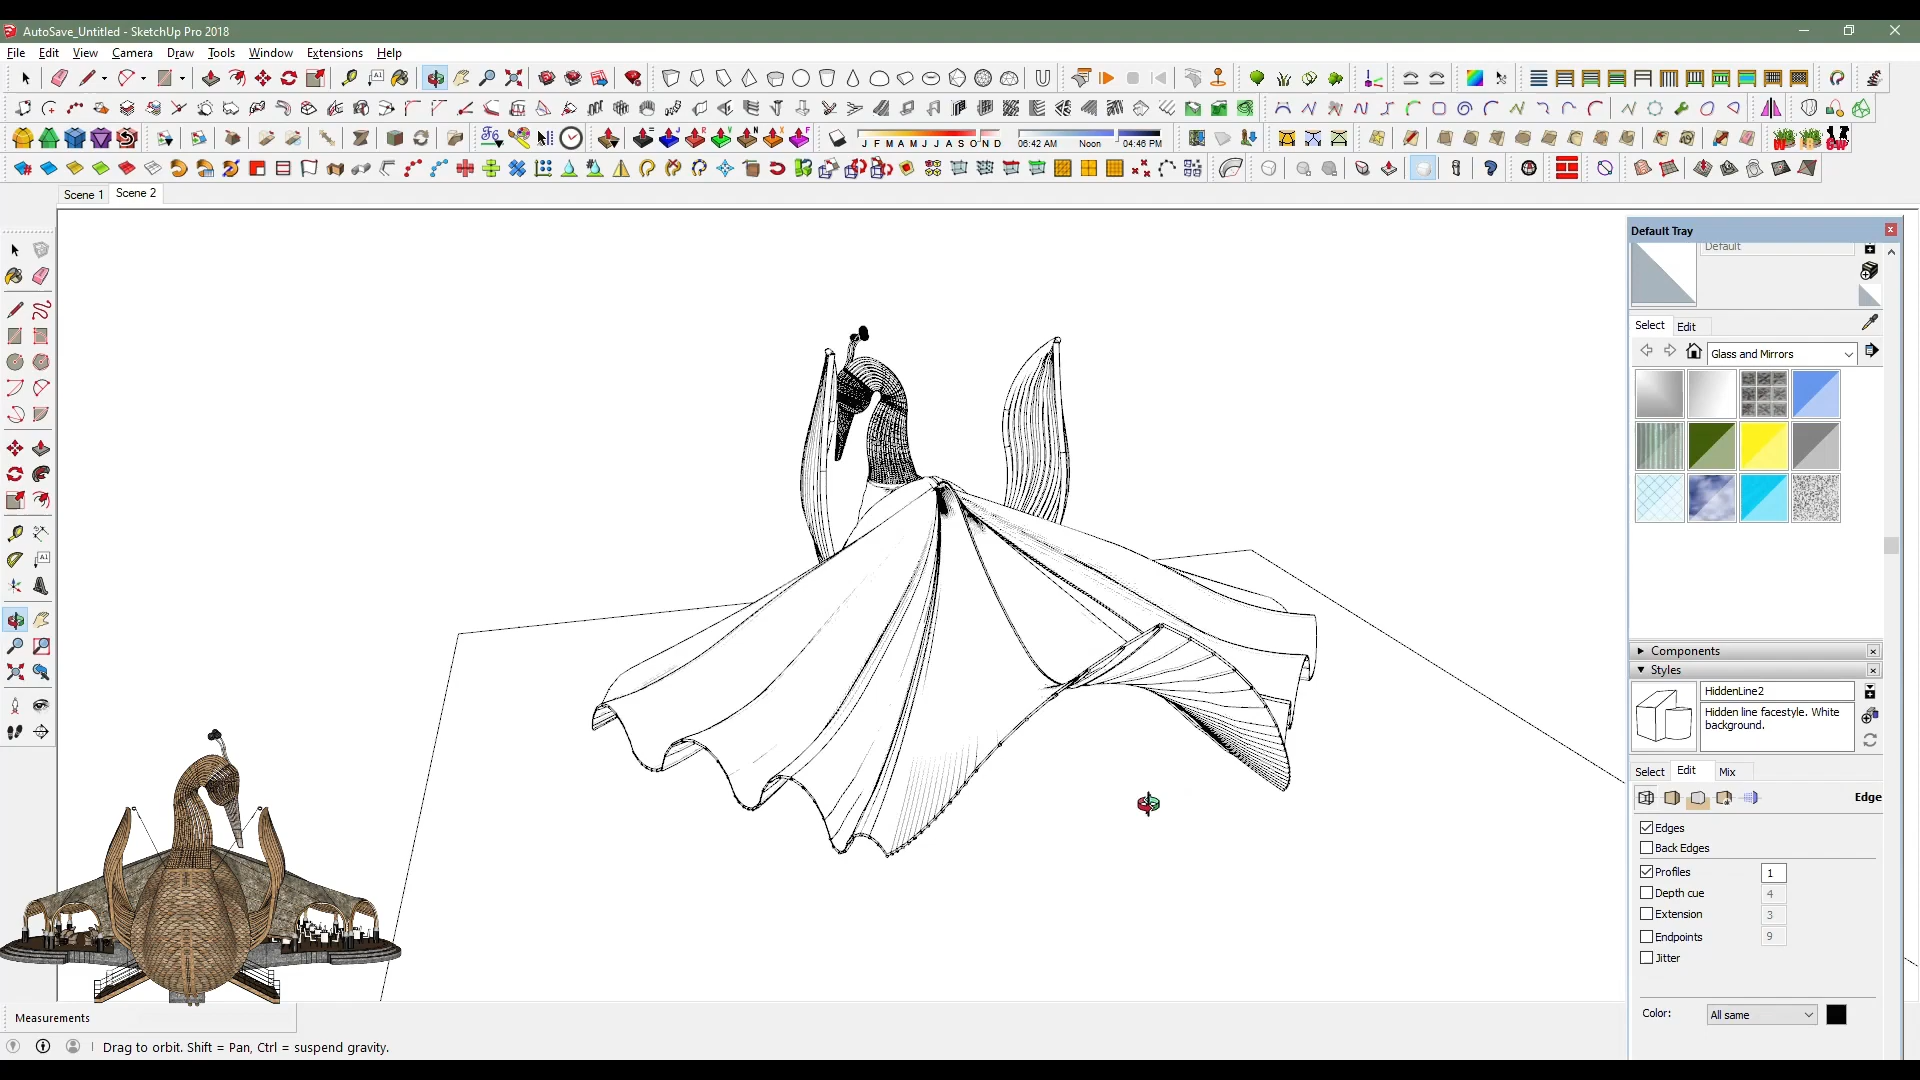 AutoSave_Untitled - SketchUp Pro 2018
File Edit View Camera Draw Tools Window Extensions Help
J F M A M J J A S O N D 06:42 AM Noon 04:46 PM
Scene 1 Scene 2
Default Tray
Default
Select Edit
Glass and Mirrors
Components
Styles
HiddenLine2
Hidden line facestyle. White
background.
Select Edit Mix
Edge
Edges
Back Edges
Profiles 1
Depth cue 4
Extension 3
Endpoints 9
Jitter
Color: All same
Measurements
Drag to orbit. Shift = Pan, Ctrl = suspend gravity.